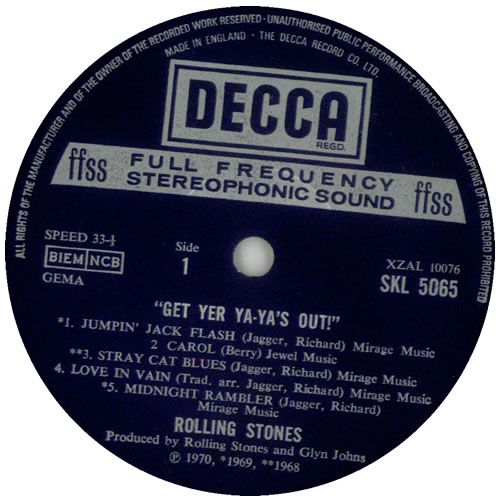 ALL RIGHTS OF THE MANUFACTURER AND OF THE OWNER OF THE RECORDED WORK RESERVED · UNAUTHORISED PUBLIC PERFORMANCE BROADCASTING AND COPYING OF THIS RECORD PROHIBITED
MADE IN ENGLAND · THE DECCA RECORD CO. LTD.
DECCA
REGD.
ffss FULL FREQUENCY ffss
STEREOPHONIC SOUND
SPEED 33-⅓
BIEM NCB
GEMA
Side
1
XZAL 10076
SKL 5065
"GET YER YA-YA'S OUT!"
*1. JUMPIN' JACK FLASH (Jagger, Richard) Mirage Music
2 CAROL (Berry) Jewel Music
**3. STRAY CAT BLUES (Jagger, Richard) Mirage Music
4. LOVE IN VAIN (Trad. arr. Jagger, Richard) Mirage Music
*5. MIDNIGHT RAMBLER (Jagger, Richard)
Mirage Music
ROLLING STONES
Produced by Rolling Stones and Glyn Johns
℗ 1970, *1969, **1968